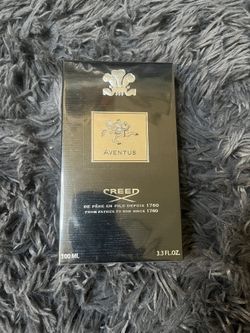 AVENTUS
CREED
DE PÈRE EN FILS DEPUIS 1760
FROM FATHER TO SON SINCE 1760
100 ML 3.3 FL.OZ.